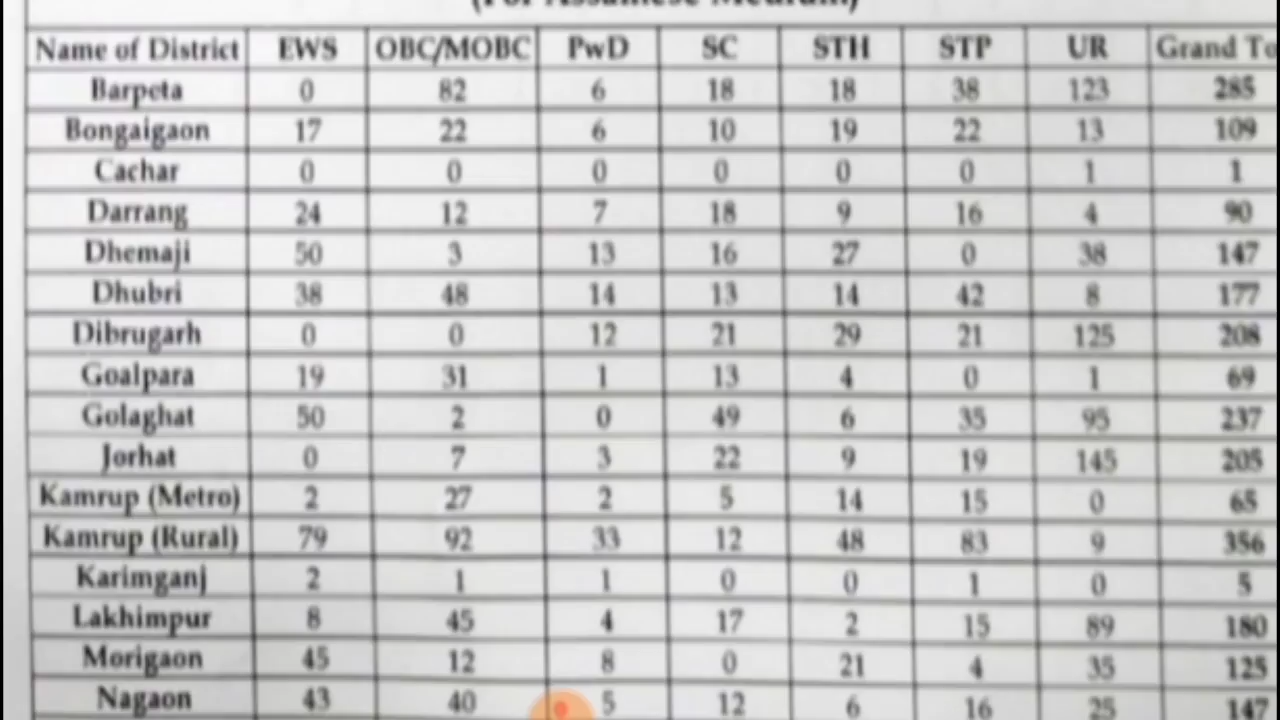 (For Assamese Medium)
Name of District EWS OBC/MOBC PwD SC STH STP UR Grand To
Barpeta 0 82 6 18 18 38 123 285
Bongaigaon 17 22 6 10 19 22 13 109
Cachar 0 0 0 0 0 0 1 1
Darrang 24 12 7 18 9 16 4 90
Dhemaji 50 3 13 16 27 0 38 147
Dhubri 38 48 14 13 14 42 8 177
Dibrugarh 0 0 12 21 29 21 125 208
Goalpara 19 31 1 13 4 0 1 69
Golaghat 50 2 0 49 6 35 95 237
Jorhat 0 7 3 22 9 19 145 205
Kamrup (Metro) 2 27 2 5 14 15 0 65
Kamrup (Rural) 79 92 33 12 48 83 9 356
Karimganj 2 1 1 0 0 1 0 5
Lakhimpur 8 45 4 17 2 15 89 180
Morigaon 45 12 8 0 21 4 35 125
Nagaon 43 40 5 12 6 16 25 147